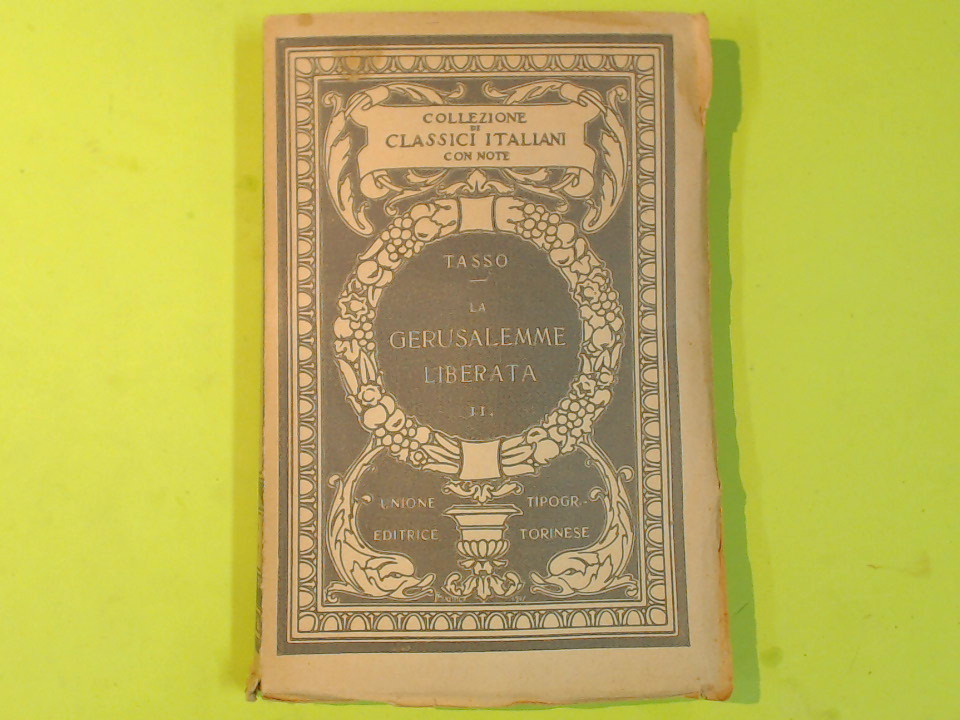 COLLEZIONE
DI
CLASSICI ITALIANI
CON NOTE
TASSO
LA
GERUSALEMME
LIBERATA
II.
UNIONE TIPOGR-
EDITRICE TORINESE